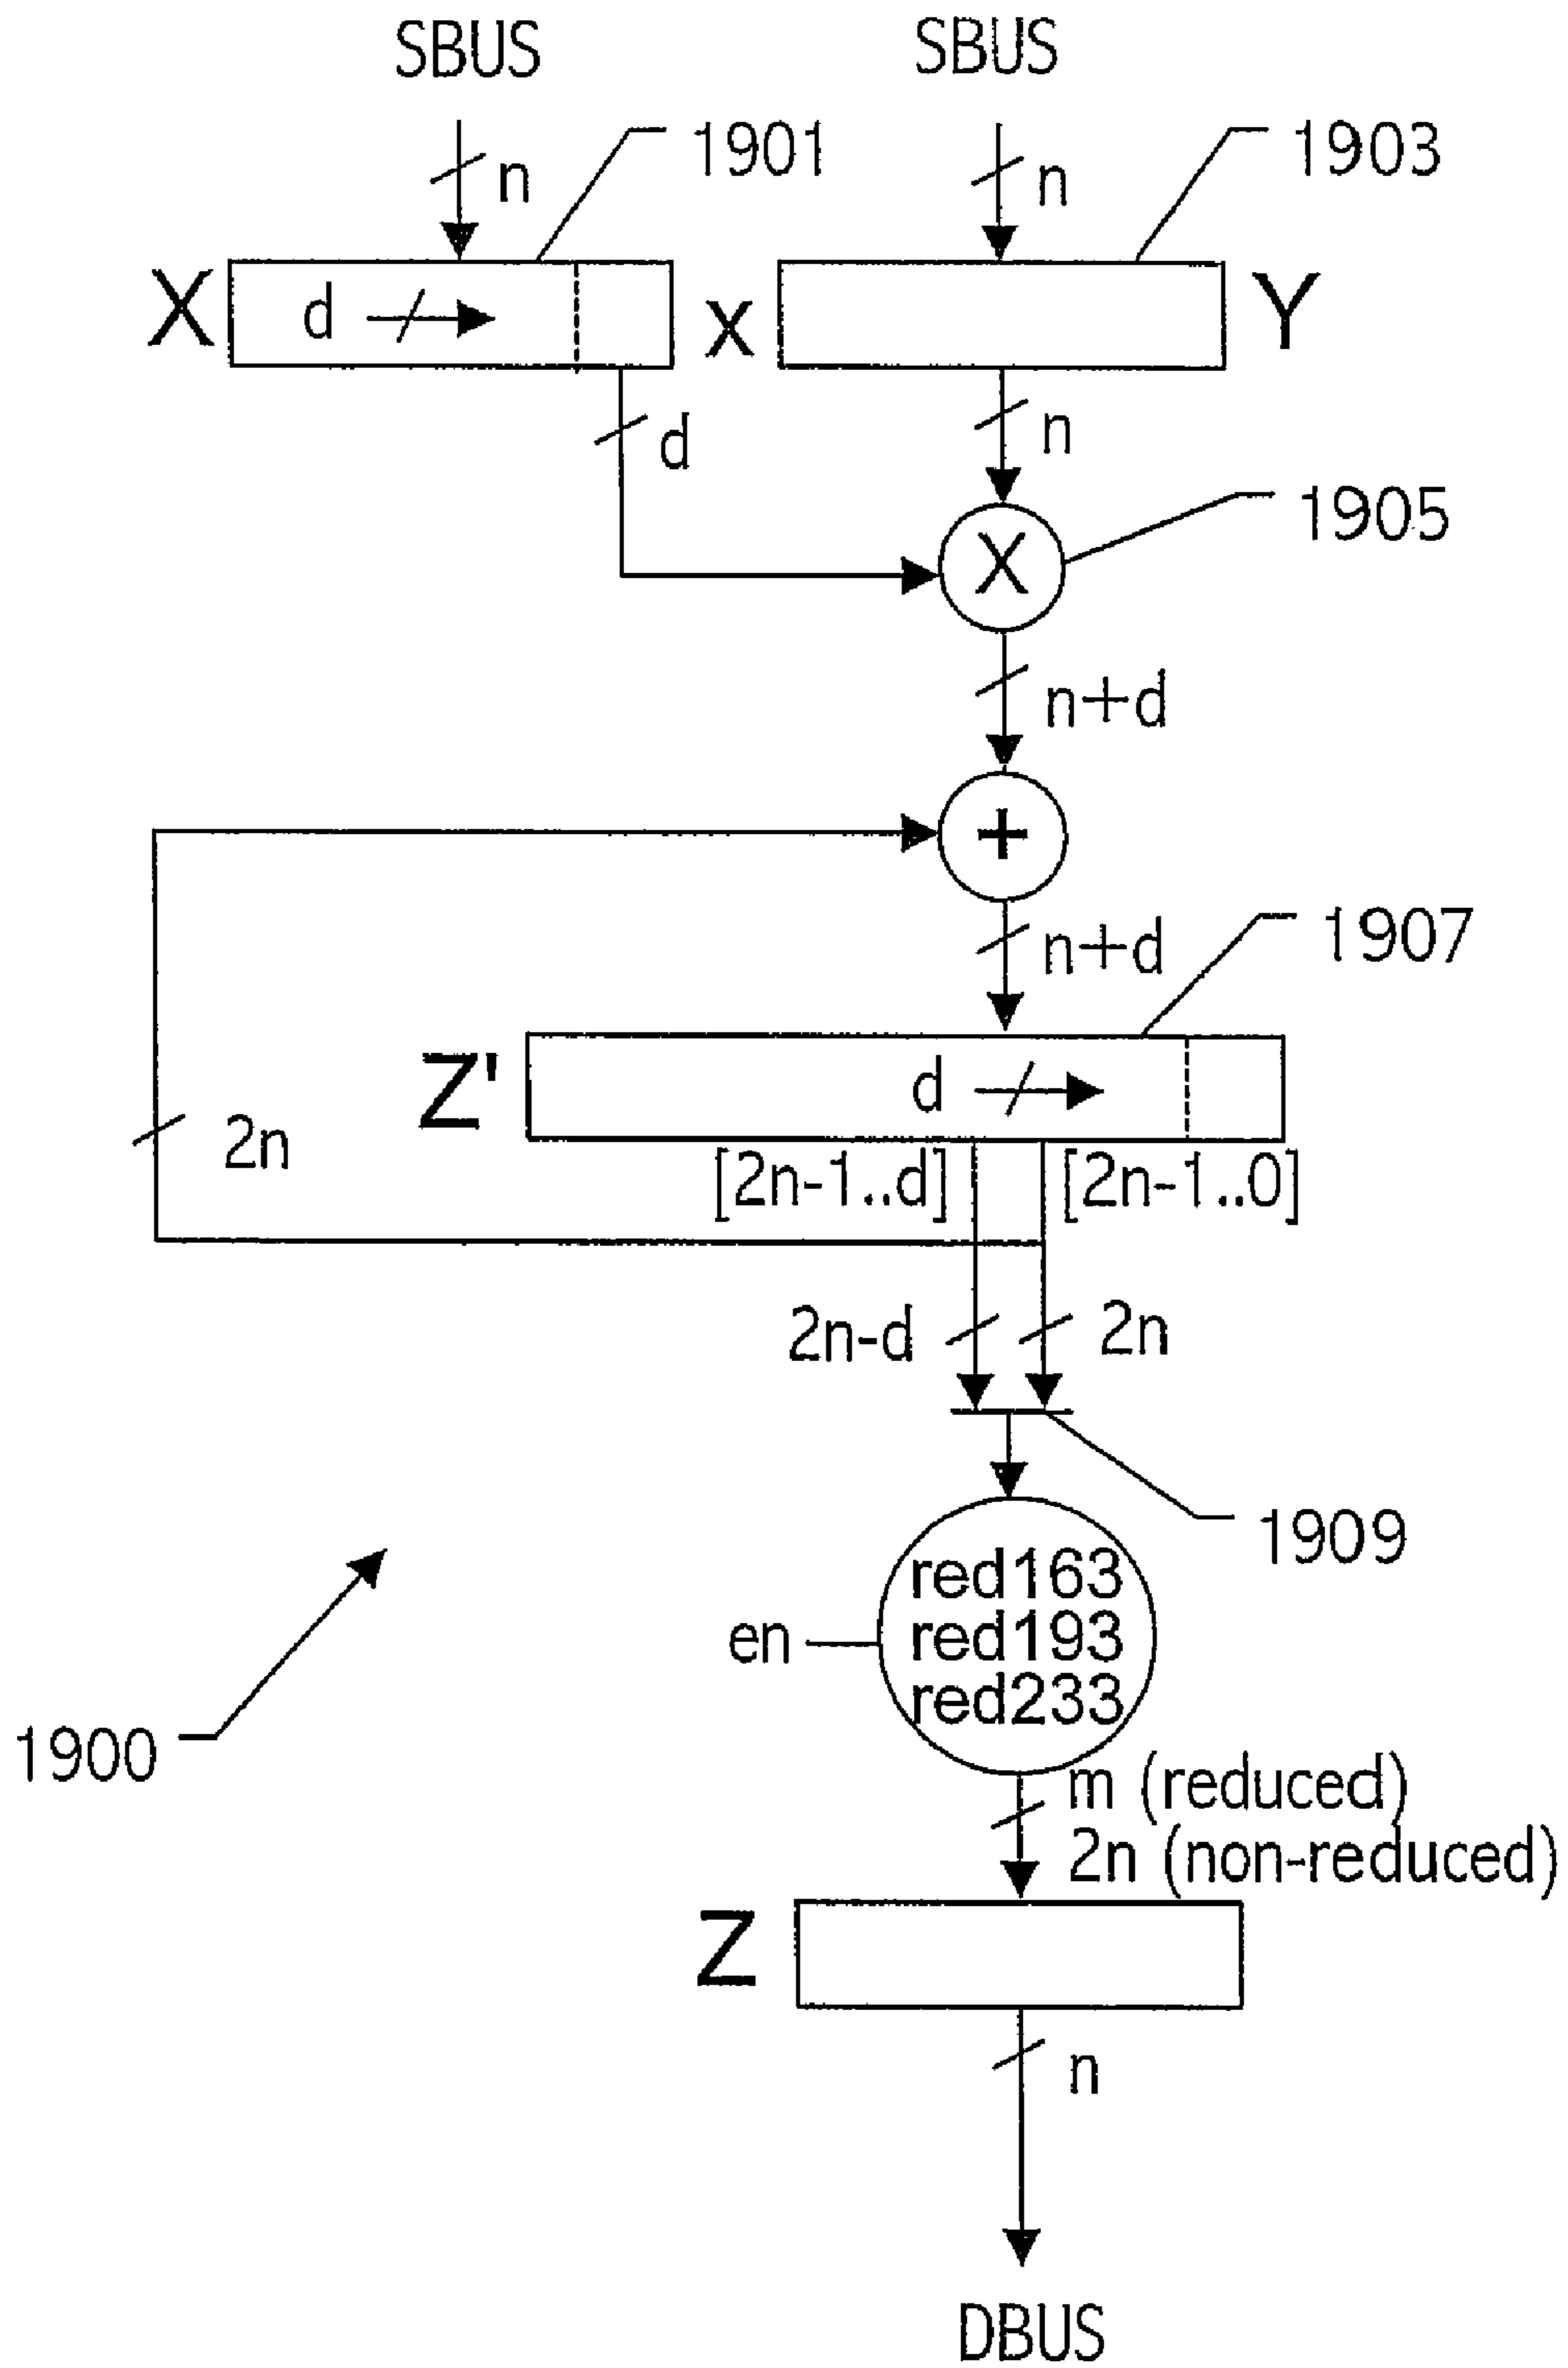 SBUS SBUS
n 1901 n 1903
X d x Y
d n
X 1905
n+d
+
n+d 1907
Z' d
2n [2n-1..d] [2n-1..0]
2n-d 2n
1909
red163
en red193
red233
1900 m (reduced)
2n (non-reduced)
Z
n
DBUS